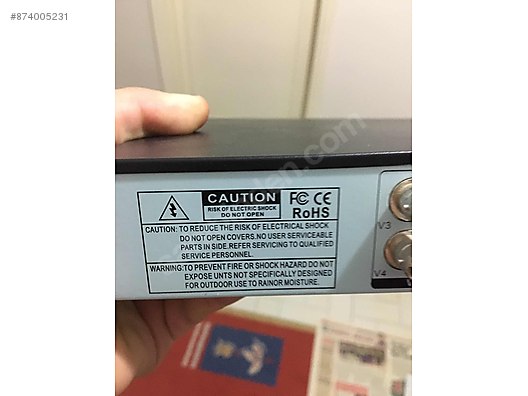 #874005231
CAUTION
RISK OF ELECTRIC SHOCK
DO NOT OPEN
FC CE
RoHS
CAUTION: TO REDUCE THE RISK OF ELECTRICAL SHOCK
DO NOT OPEN COVERS.NO USER SERVICEABLE
PARTS IN SIDE.REFER SERVICING TO QUALIFIED
SERVICE PERSONNEL.
WARNING:TO PREVENT FIRE OR SHOCK HAZARD DO NOT
EXPOSE UNTS NOT SPECIFICALLY DESIGNED
FOR OUTDOOR USE TO RAINOR MOISTURE.
V3
V4